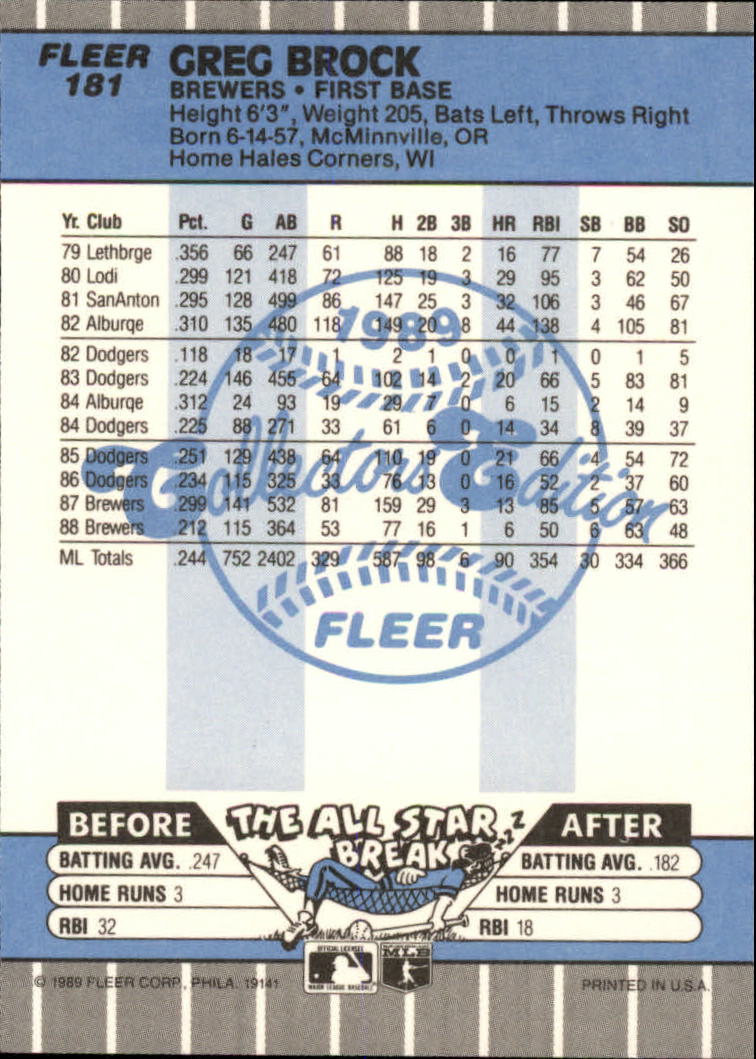 FLEER
181
GREG BROCK
BREWERS • FIRST BASE
Height 6'3", Weight 205, Bats Left, Throws Right
Born 6-14-57, McMinnville, OR
Home Hales Corners, WI
Yr. Club Pct. G AB R H 2B 3B HR RBI SB BB SO
79 Lethbrge .356 66 247 61 88 18 2 16 77 7 54 26
80 Lodi .299 121 418 72 125 19 3 29 95 3 62 50
81 SanAnton .295 128 499 86 147 25 3 32 106 3 46 67
82 Alburqe .310 135 480 118 149 20 8 44 138 4 105 81
82 Dodgers .118 18 17 1 2 1 0 0 1 0 1 5
83 Dodgers .224 146 455 64 102 14 2 20 66 5 83 81
84 Alburqe .312 24 93 19 29 7 0 6 15 2 14 9
84 Dodgers .225 88 271 33 61 6 0 14 34 8 39 37
85 Dodgers .251 129 438 64 110 19 0 21 66 4 54 72
86 Dodgers .234 115 325 33 76 13 0 16 52 2 37 60
87 Brewers .299 141 532 81 159 29 3 13 85 5 57 63
88 Brewers .212 115 364 53 77 16 1 6 50 6 63 48
ML Totals .244 752 2402 329 587 98 6 90 354 30 334 366
1989
Collectors' Edition
FLEER
BEFORE THE ALL STAR BREAK ZZZ AFTER
BATTING AVG. .247 BATTING AVG. .182
HOME RUNS 3 HOME RUNS 3
RBI 32 RBI 18
OFFICIAL LICENSEE
MAJOR LEAGUE BASEBALL
MLB
© 1989 FLEER CORP., PHILA. 19141 PRINTED IN U.S.A.